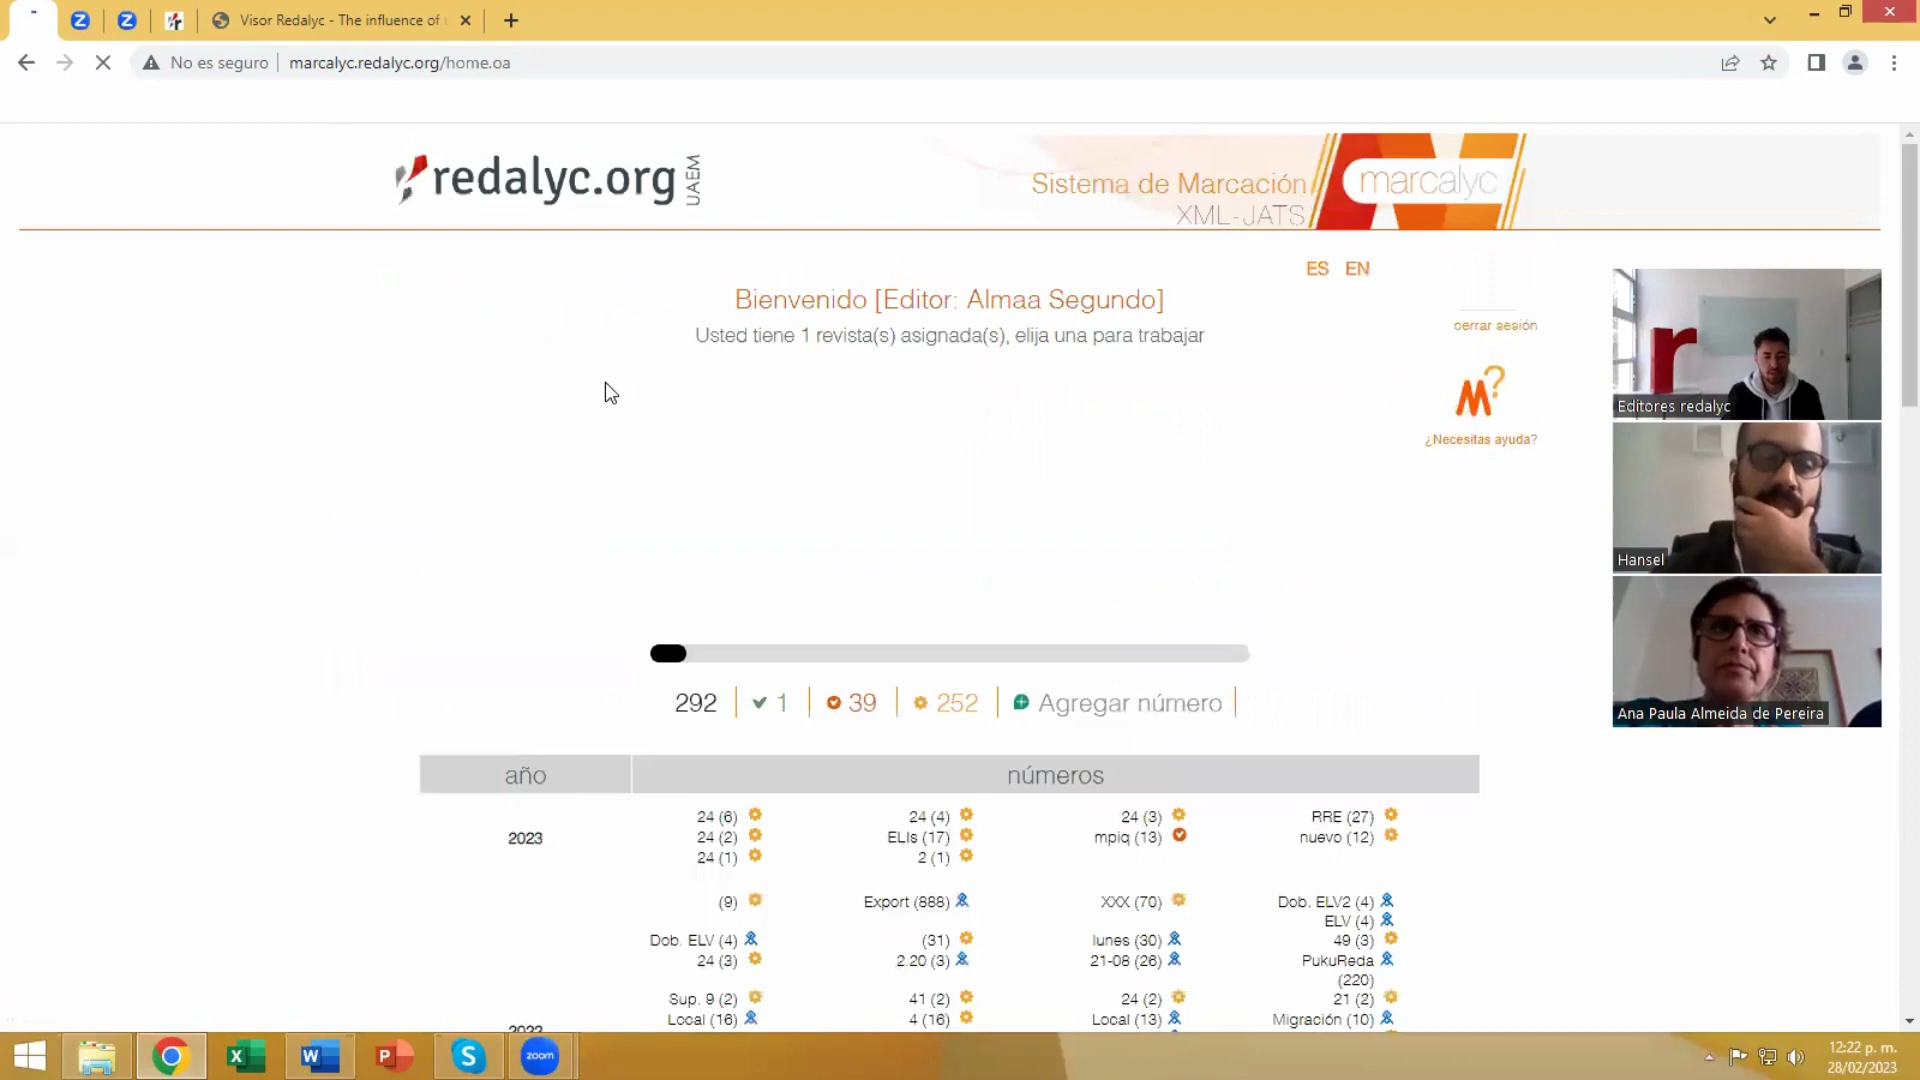 Visor Redalyc - The influence of
No es seguro
marcalyc.redalyc.org/home.oa
redalyc.org UAEM
Sistema de Marcación
XML-JATS
marcalyc
ES EN
Bienvenido [Editor: Almaa Segundo]
Usted tiene 1 revista(s) asignada(s), elija una para trabajar
cerrar sesión
¿Necesitas ayuda?
Editores redalyc
Hansel
Ana Paula Almeida de Pereira
292 1 39 252 Agregar número
año números
2023
24 (6) 24 (4) 24 (3) RRE (27)
24 (2) ELIs (17) mpiq (13) nuevo (12)
24 (1) 2 (1)
(9) Export (888) XXX (70) Dob. ELV2 (4)
ELV (4)
Dob. ELV (4) (31) lunes (30) 49 (3)
24 (3) 2.20 (3) 21-08 (26) PukuReda
(220)
Sup. 9 (2) 41 (2) 24 (2) 21 (2)
Local (16) 4 (16) Local (13) Migración (10)
2022
zoom
12:22 p. m.
28/02/2023